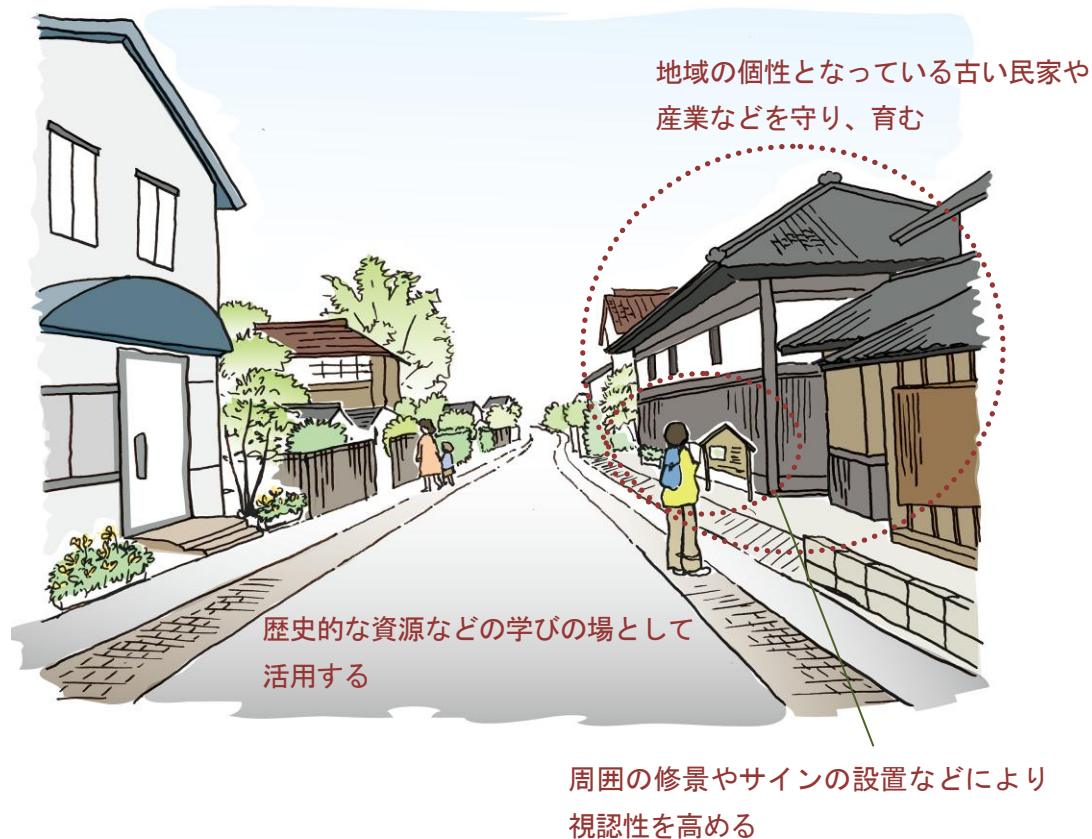 地域の個性となっている古い民家や
産業などを守り、育む
歴史的な資源などの学びの場として
活用する
周囲の修景やサインの設置などにより
視認性を高める